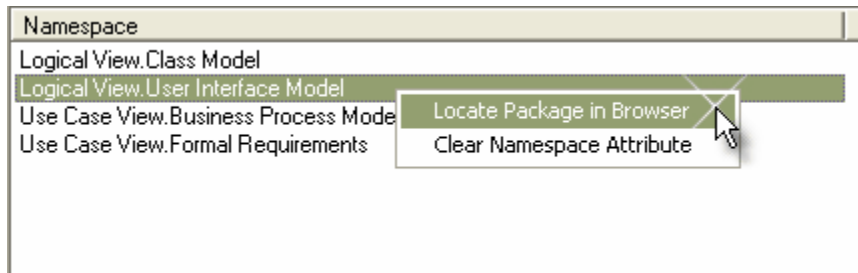 Namespace
Logical View.Class Model
Logical View.User Interface Model
Use Case View.Business Process Mode
Locate Package in Browser
Use Case View.Formal Requirements
Clear Namespace Attribute